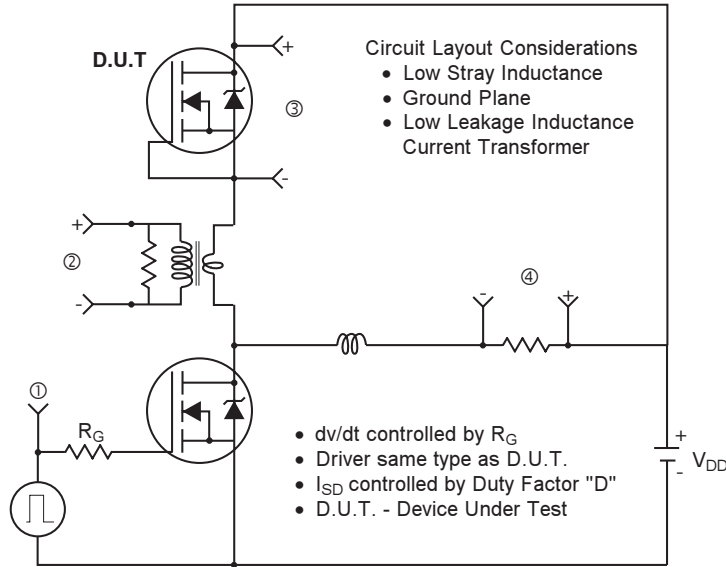 D.U.T
+
-
③
Circuit Layout Considerations
• Low Stray Inductance
• Ground Plane
• Low Leakage Inductance
Current Transformer
+
②
-
④
-
+
①
R_G
+
V_DD
-
• dv/dt controlled by R_G
• Driver same type as D.U.T.
• I_SD controlled by Duty Factor "D"
• D.U.T. - Device Under Test